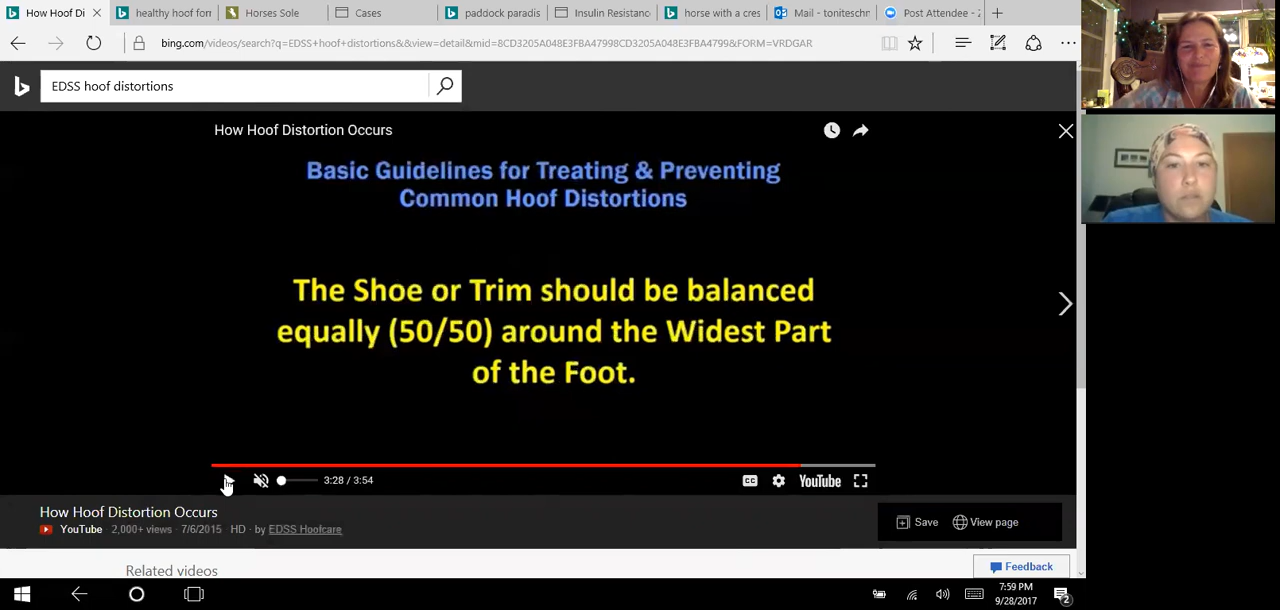 How Hoof Di
healthy hoof for
Horses Sole
Cases
paddock paradis
Insulin Resistanc
horse with a cres
Mail - toniteschn
Post Attendee - Z
bing.com/videos/search?q=EDSS+hoof+distortions&&view=detail&mid=8CD3205A048E3FBA47998CD3205A048E3FBA4799&FORM=VRDGAR
EDSS hoof distortions
How Hoof Distortion Occurs
Basic Guidelines for Treating & Preventing
Common Hoof Distortions
The Shoe or Trim should be balanced
equally (50/50) around the Widest Part
of the Foot.
3:28 / 3:54
CC
YouTube
How Hoof Distortion Occurs
YouTube 2,000+ views · 7/6/2015 · HD · by EDSS Hoofcare
Save
View page
Related videos
Feedback
7:59 PM
9/28/2017
2